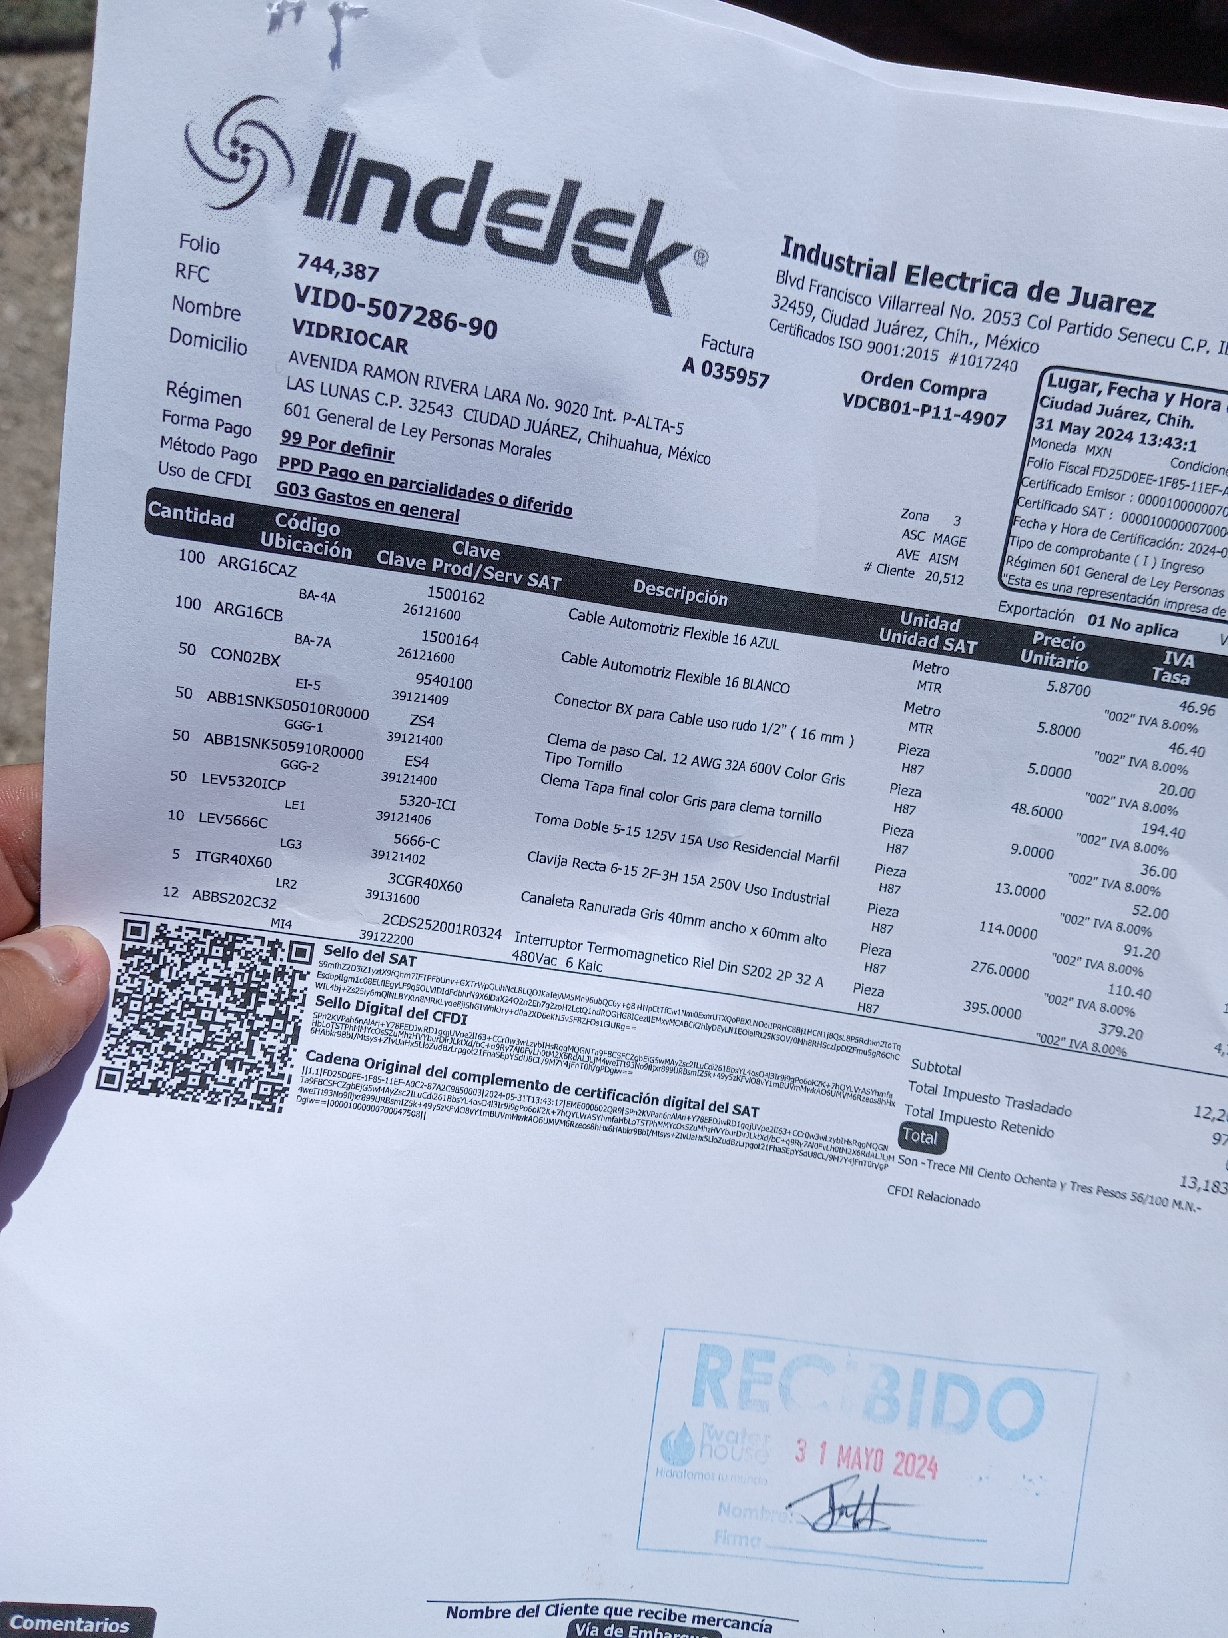 Indelek®
Folio 744,387
RFC VID0-507286-90
Nombre VIDRIOCAR
Domicilio AVENIDA RAMON RIVERA LARA No. 9020 Int. P-ALTA-5
LAS LUNAS C.P. 32543 CIUDAD JUÁREZ, Chihuahua, México
Régimen 601 General de Ley Personas Morales
Forma Pago 99 Por definir
Método Pago PPD Pago en parcialidades o diferido
Uso de CFDI G03 Gastos en general
Industrial Electrica de Juarez
Blvd Francisco Villarreal No. 2053 Col Partido Senecu C.P.
32459, Ciudad Juárez, Chih., México
Certificados ISO 9001:2015 #1017240
Factura
A 035957
Orden Compra
VDCB01-P11-4907
Lugar, Fecha y Hora
Ciudad Juárez, Chih.
31 May 2024 13:43:1
Moneda MXN
Folio Fiscal FD25D0EE-1F85-11EF-A
Certificado Emisor : 0000100000070
Certificado SAT : 000010000007000
Fecha y Hora de Certificación: 2024-0
Tipo de comprobante ( I ) Ingreso
Régimen 601 General de Ley Personas
"Esta es una representación impresa de
Zona 3
ASC MAGE
AVE AISM
# Cliente 20,512
Exportación 01 No aplica
Cantidad Código Clave Descripción Unidad Precio IVA
Ubicación Clave Prod/Serv SAT Unidad SAT Unitario Tasa
100 ARG16CAZ 1500162 Cable Automotriz Flexible 16 AZUL Metro 5.8700 46.96
BA-4A 26121600 MTR "002" IVA 8.00%
100 ARG16CB 1500164 Cable Automotriz Flexible 16 BLANCO Metro 5.8000 46.40
BA-7A 26121600 MTR "002" IVA 8.00%
50 CON02BX 9540100 Conector BX para Cable uso rudo 1/2" ( 16 mm ) Pieza 5.0000 20.00
EI-5 39121409 H87 "002" IVA 8.00%
50 ABB1SNK505010R0000 ZS4 Clema de paso Cal. 12 AWG 32A 600V Color Gris Pieza 48.6000 194.40
GGG-1 39121400 Tipo Tornillo H87 "002" IVA 8.00%
50 ABB1SNK505910R0000 ES4 Clema Tapa final color Gris para clema tornillo Pieza 9.0000 36.00
GGG-2 39121400 H87 "002" IVA 8.00%
50 LEV5320ICP 5320-ICI Toma Doble 5-15 125V 15A Uso Residencial Marfil Pieza 13.0000 52.00
LE1 39121406 H87 "002" IVA 8.00%
10 LEV5666C 5666-C Clavija Recta 6-15 2F-3H 15A 250V Uso Industrial Pieza 114.0000 91.20
LG3 39121402 H87 "002" IVA 8.00%
5 ITGR40X60 3CGR40X60 Canaleta Ranurada Gris 40mm ancho x 60mm alto Pieza 276.0000 110.40
LR2 39131600 H87 "002" IVA 8.00%
12 ABBS202C32 2CDS252001R0324 Interruptor Termomagnetico Riel Din S202 2P 32 A Pieza 395.0000 379.20
MI4 39122200 480Vac 6 Kaic H87 "002" IVA 8.00%
Sello del SAT
Sello Digital del CFDI
Cadena Original del complemento de certificación digital del SAT
Subtotal 12,2
Total Impuesto Trasladado 97
Total Impuesto Retenido
Total 13,183
Son -Trece Mil Ciento Ochenta y Tres Pesos 56/100 M.N.-
CFDI Relacionado
RECIBIDO
water
house
Hidratamos tu mundo
31 MAYO 2024
Nombre:
Firma
Nombre del Cliente que recibe mercancía
Comentarios
Vía de Embarq